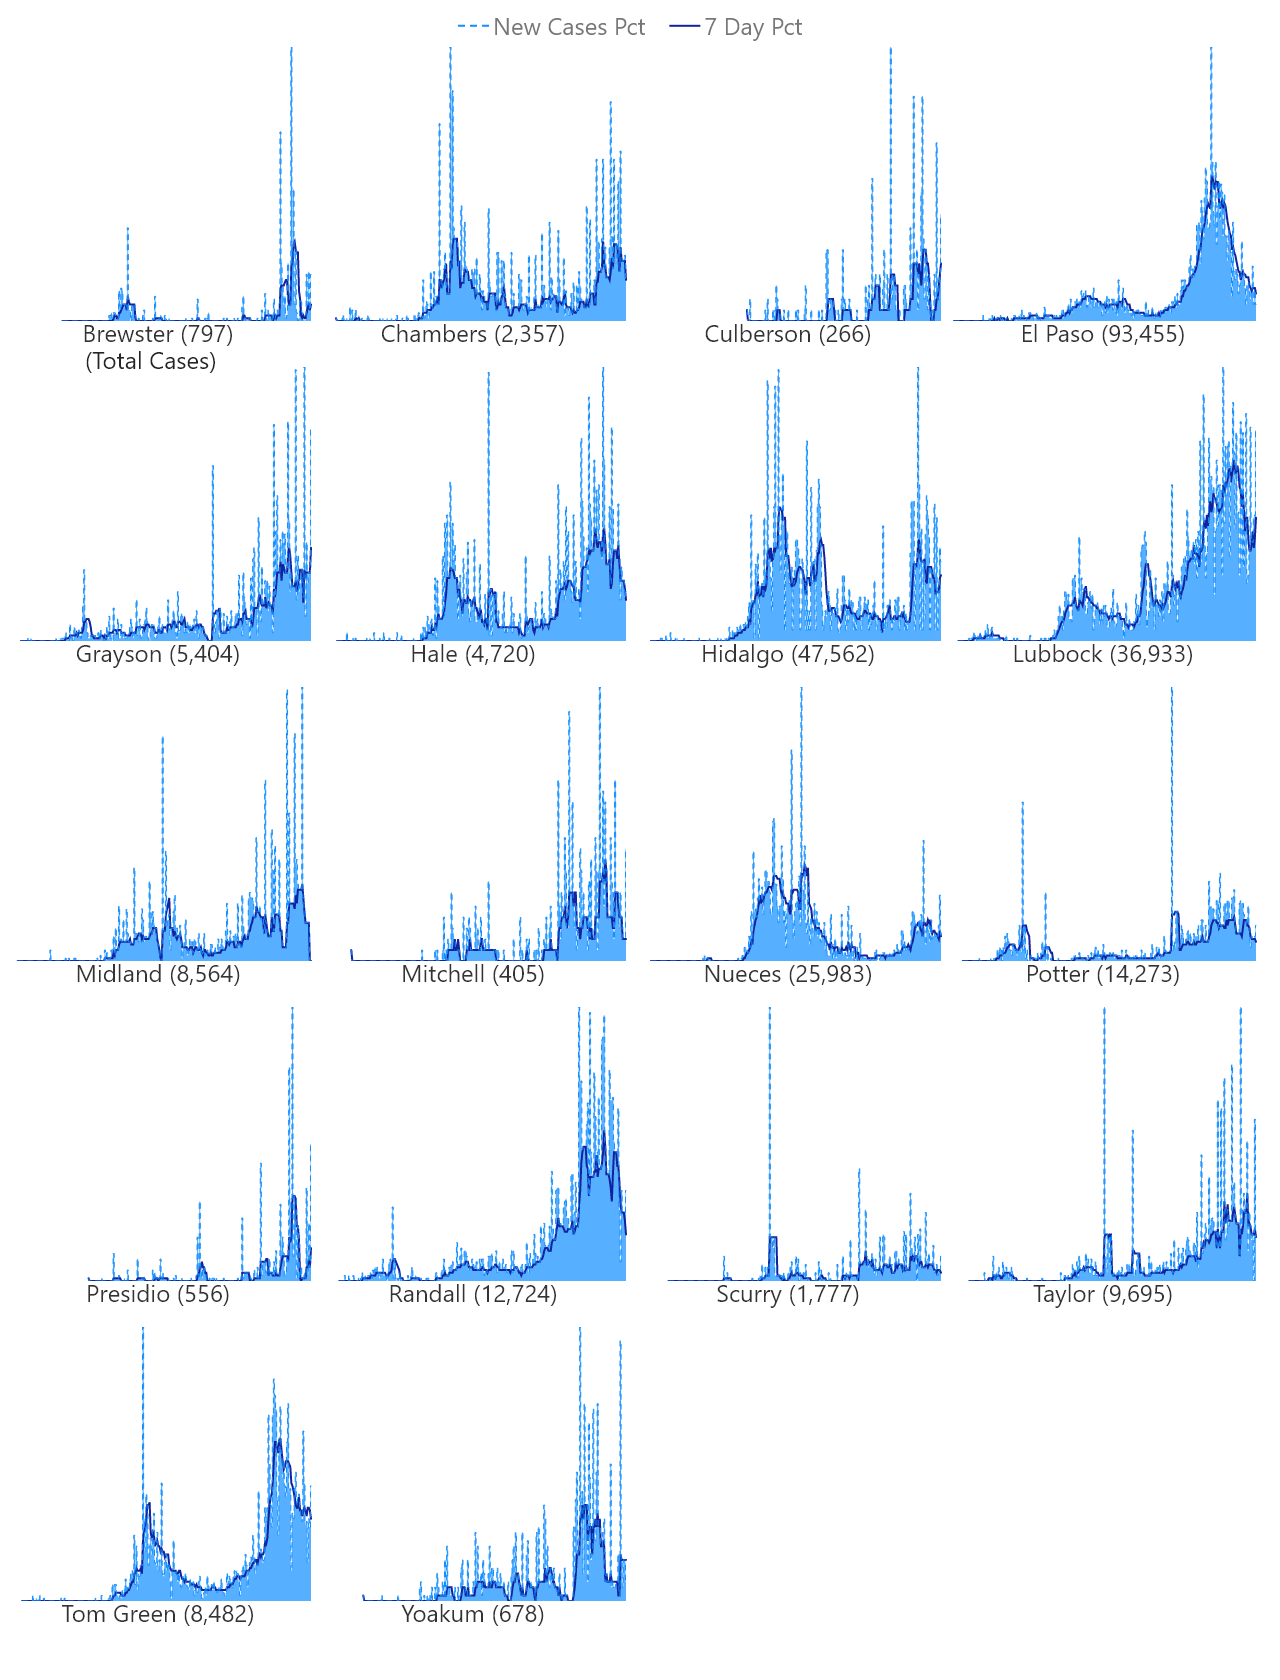 New Cases Pct 7 Day Pct
Brewster (797) Chambers (2,357) Culberson (266) El Paso (93,455)
(Total Cases)
Grayson (5,404) Hale (4,720) Hidalgo (47,562) Lubbock (36,933)
Midland (8,564) Mitchell (405) Nueces (25,983) Potter (14,273)
Presidio (556) Randall (12,724) Scurry (1,777) Taylor (9,695)
Tom Green (8,482) Yoakum (678)